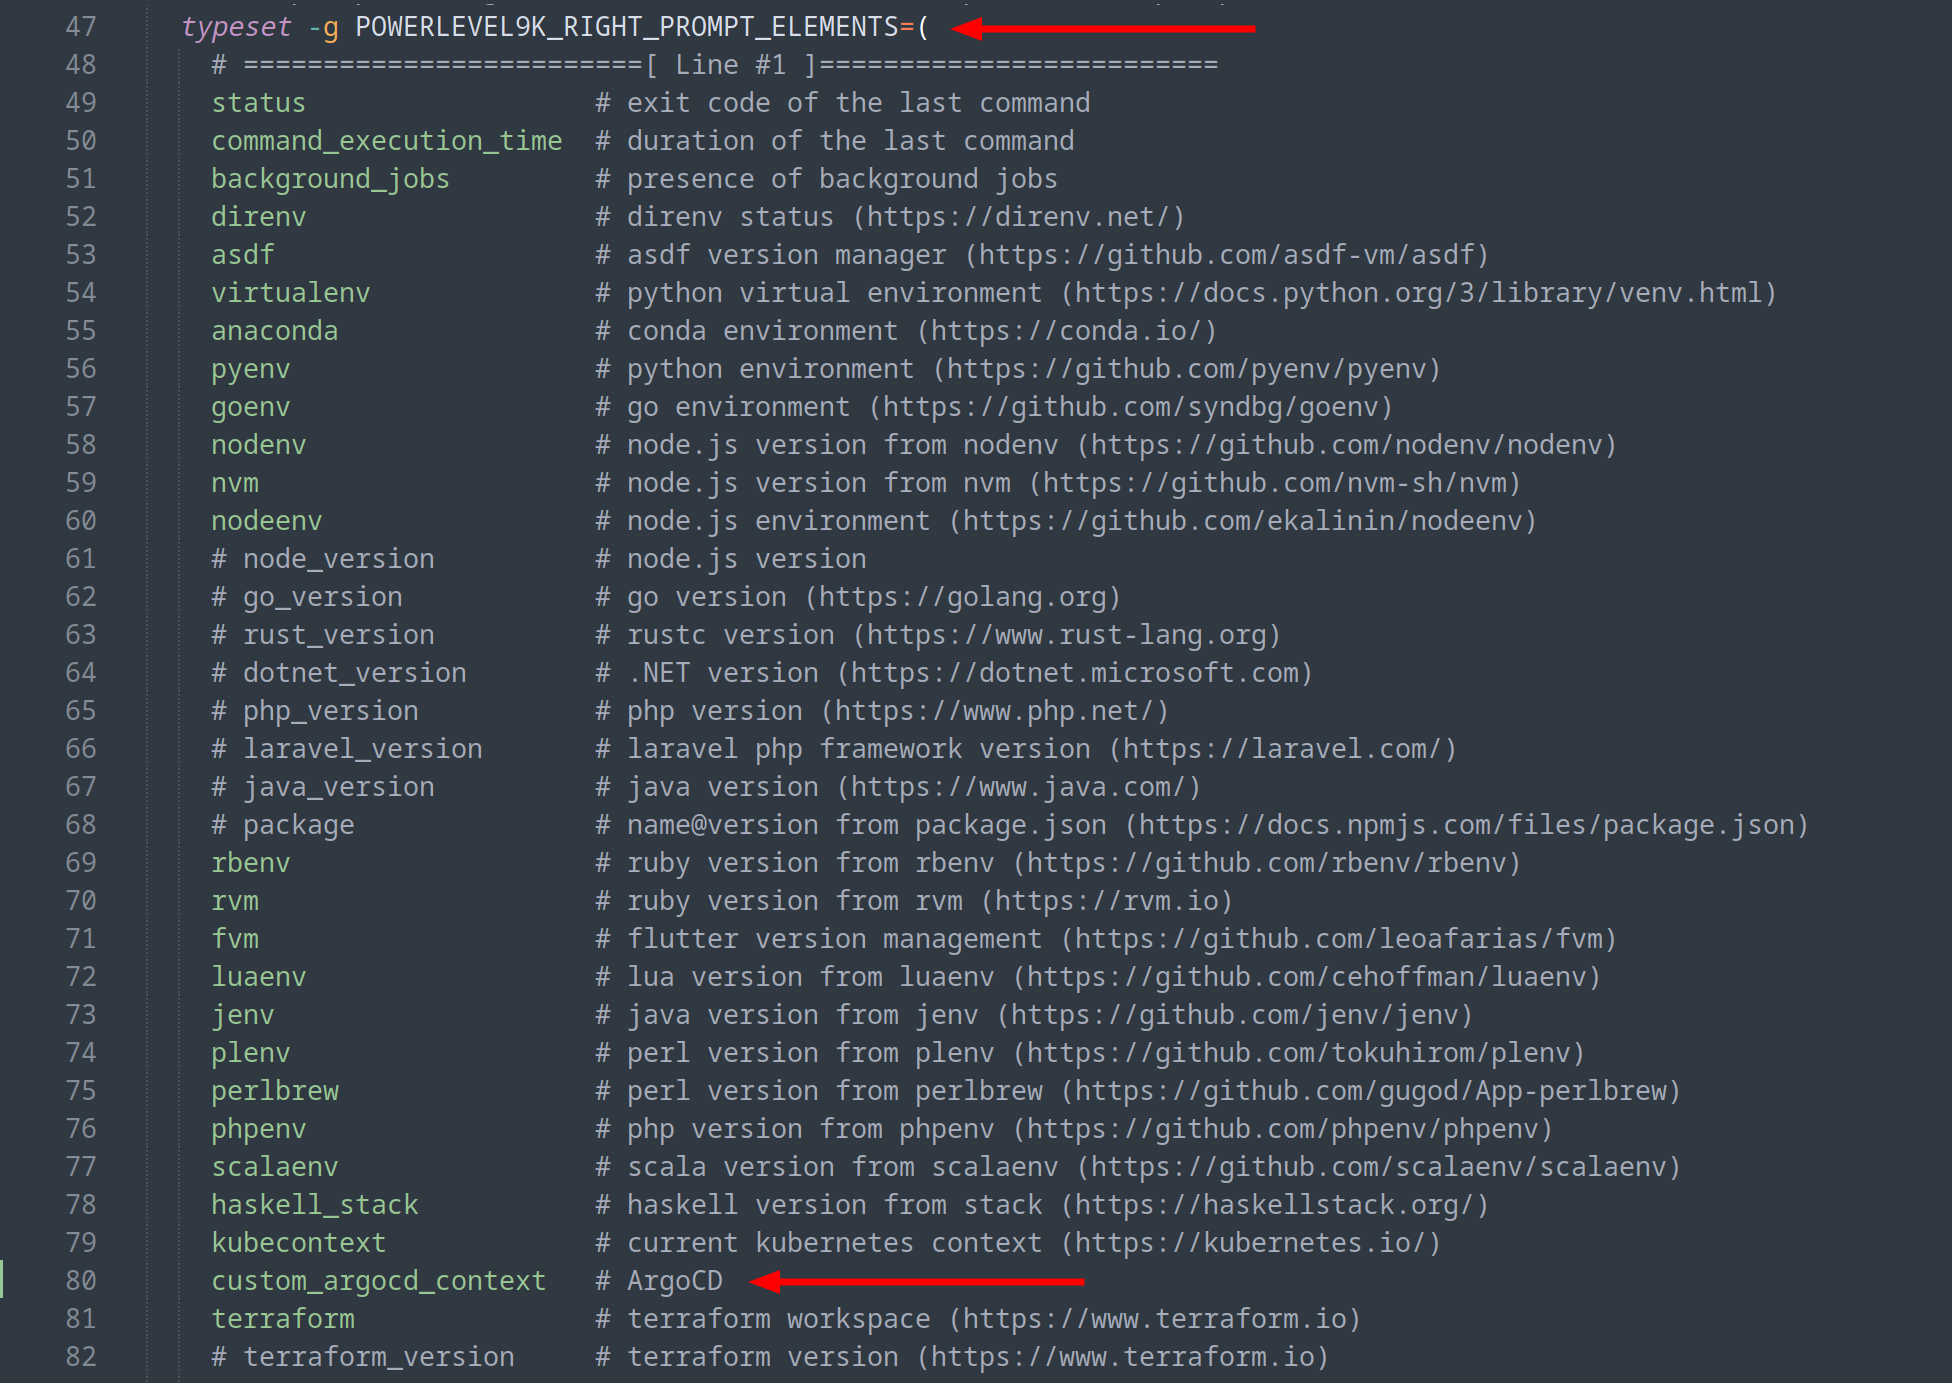 47 typeset -g POWERLEVEL9K_RIGHT_PROMPT_ELEMENTS=(
48 # =========================[ Line #1 ]=========================
49 status # exit code of the last command
50 command_execution_time # duration of the last command
51 background_jobs # presence of background jobs
52 direnv # direnv status (https://direnv.net/)
53 asdf # asdf version manager (https://github.com/asdf-vm/asdf)
54 virtualenv # python virtual environment (https://docs.python.org/3/library/venv.html)
55 anaconda # conda environment (https://conda.io/)
56 pyenv # python environment (https://github.com/pyenv/pyenv)
57 goenv # go environment (https://github.com/syndbg/goenv)
58 nodenv # node.js version from nodenv (https://github.com/nodenv/nodenv)
59 nvm # node.js version from nvm (https://github.com/nvm-sh/nvm)
60 nodeenv # node.js environment (https://github.com/ekalinin/nodeenv)
61 # node_version # node.js version
62 # go_version # go version (https://golang.org)
63 # rust_version # rustc version (https://www.rust-lang.org)
64 # dotnet_version # .NET version (https://dotnet.microsoft.com)
65 # php_version # php version (https://www.php.net/)
66 # laravel_version # laravel php framework version (https://laravel.com/)
67 # java_version # java version (https://www.java.com/)
68 # package # name@version from package.json (https://docs.npmjs.com/files/package.json)
69 rbenv # ruby version from rbenv (https://github.com/rbenv/rbenv)
70 rvm # ruby version from rvm (https://rvm.io)
71 fvm # flutter version management (https://github.com/leoafarias/fvm)
72 luaenv # lua version from luaenv (https://github.com/cehoffman/luaenv)
73 jenv # java version from jenv (https://github.com/jenv/jenv)
74 plenv # perl version from plenv (https://github.com/tokuhirom/plenv)
75 perlbrew # perl version from perlbrew (https://github.com/gugod/App-perlbrew)
76 phpenv # php version from phpenv (https://github.com/phpenv/phpenv)
77 scalaenv # scala version from scalaenv (https://github.com/scalaenv/scalaenv)
78 haskell_stack # haskell version from stack (https://haskellstack.org/)
79 kubecontext # current kubernetes context (https://kubernetes.io/)
80 custom_argocd_context # ArgoCD
81 terraform # terraform workspace (https://www.terraform.io)
82 # terraform_version # terraform version (https://www.terraform.io)